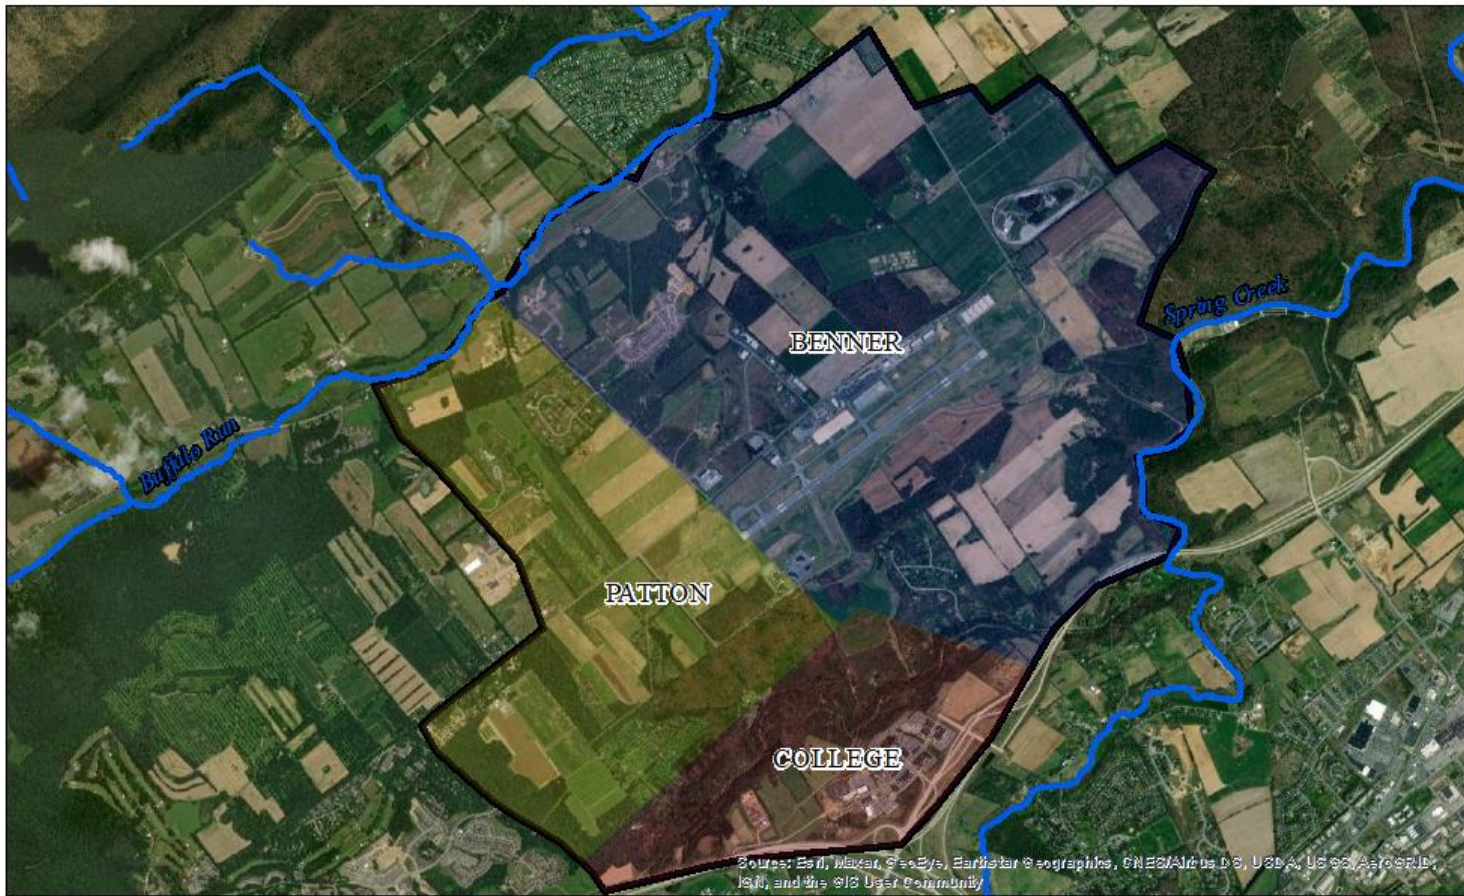 BENNER
Spring Creek
Buffalo Run
PATTON
COLLEGE
Source: Esri, Maxar, GeoEye, Earthstar Geographics, CNES/Airbus DS, USDA, USGS, AeroGRID,
IGN, and the GIS User Community